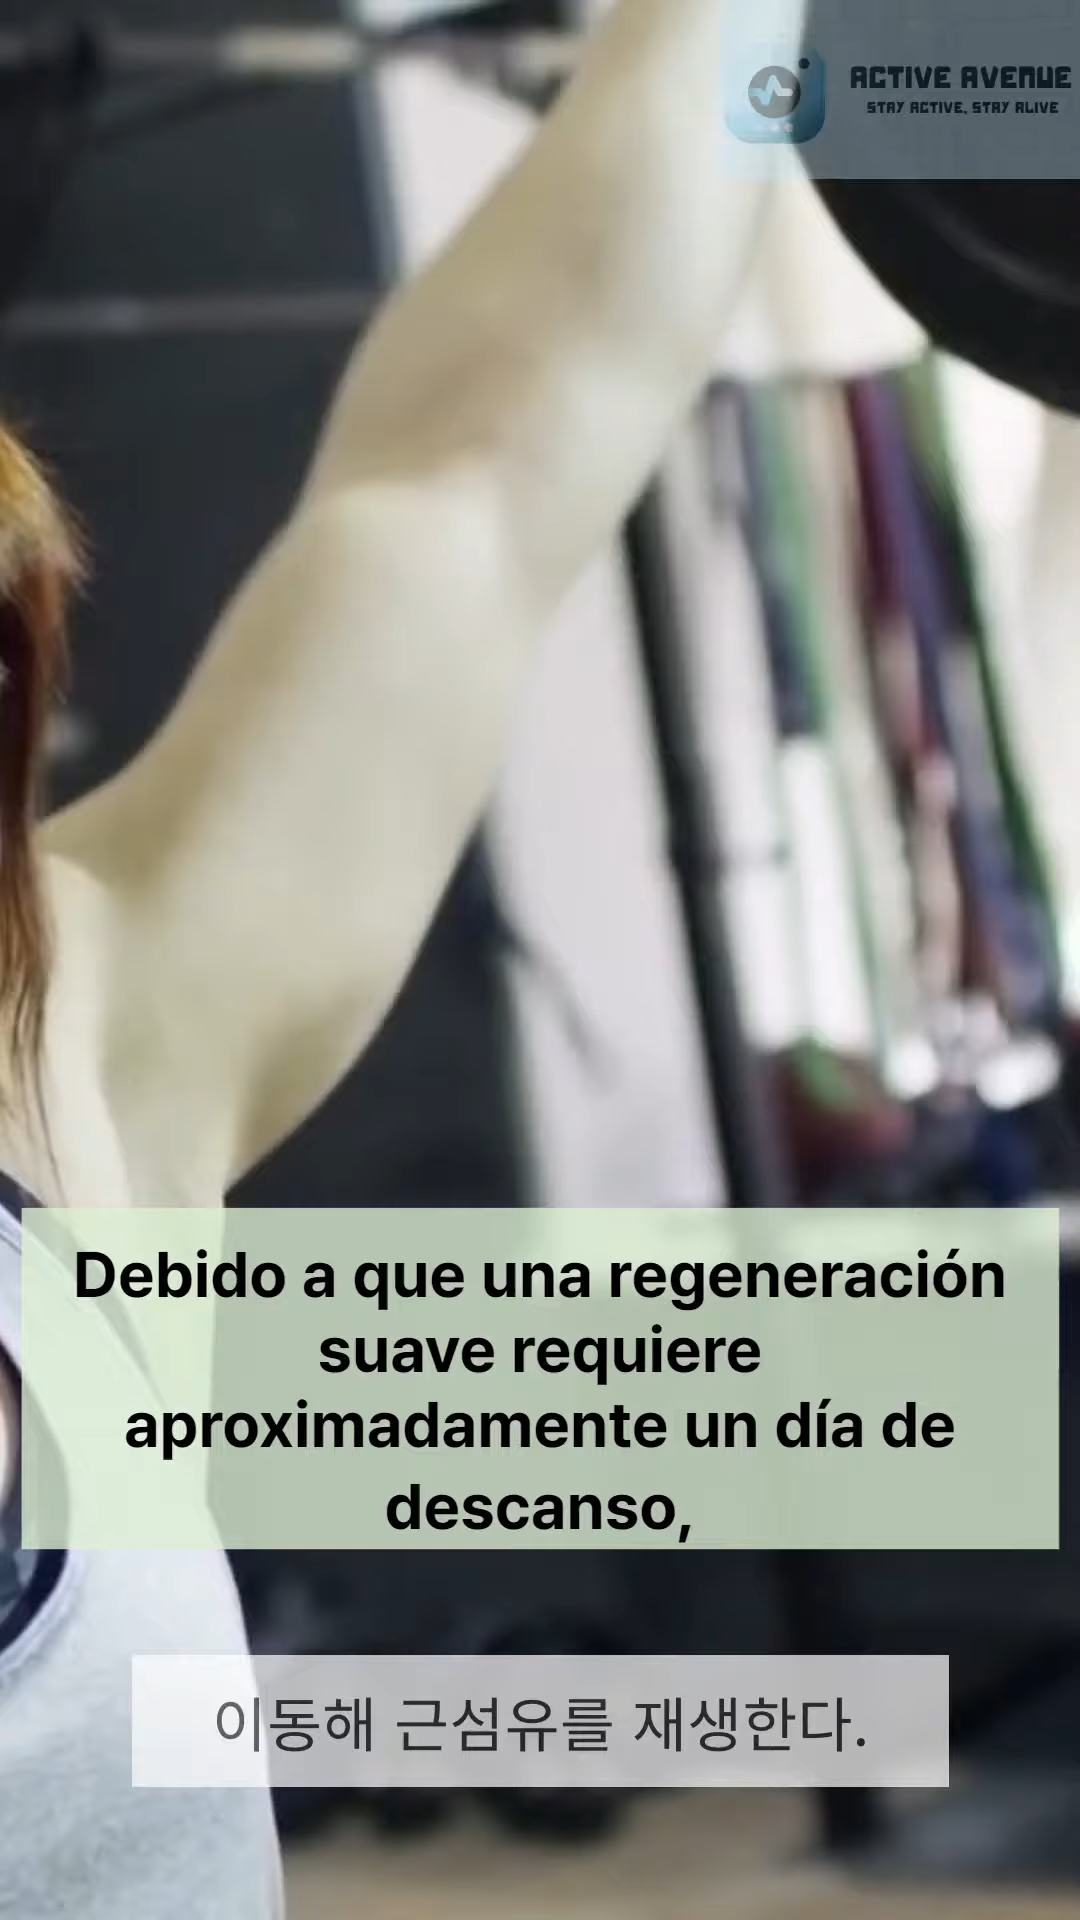 ACTIVE AVENUE
STAY ACTIVE, STAY ALIVE
Debido a que una regeneración
suave requiere
aproximadamente un día de
descanso,
이동해 근섬유를 재생한다.